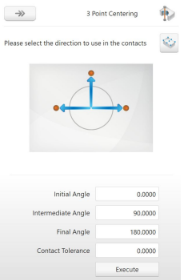 3 Point Centering
Please select the direction to use in the contacts
Initial Angle 0.0000
Intermediate Angle 90.0000
Final Angle 180.0000
Contact Tolerance 0.0000
Execute